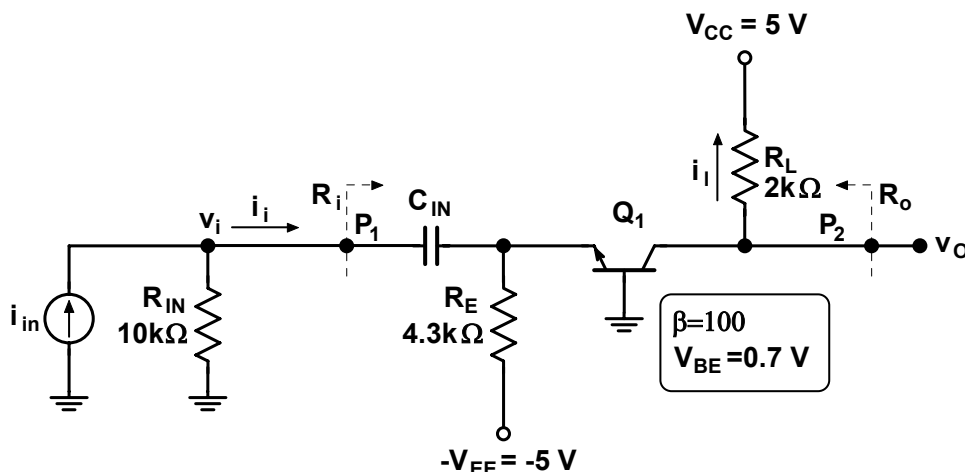 V_CC = 5 V
i_l
R_L
2kΩ
R_i
R_o
C_IN
Q_1
v_i
i_i
P_1
P_2
v_O
i_in
R_IN
10kΩ
R_E
4.3kΩ
β=100
V_BE =0.7 V
-V_EE = -5 V